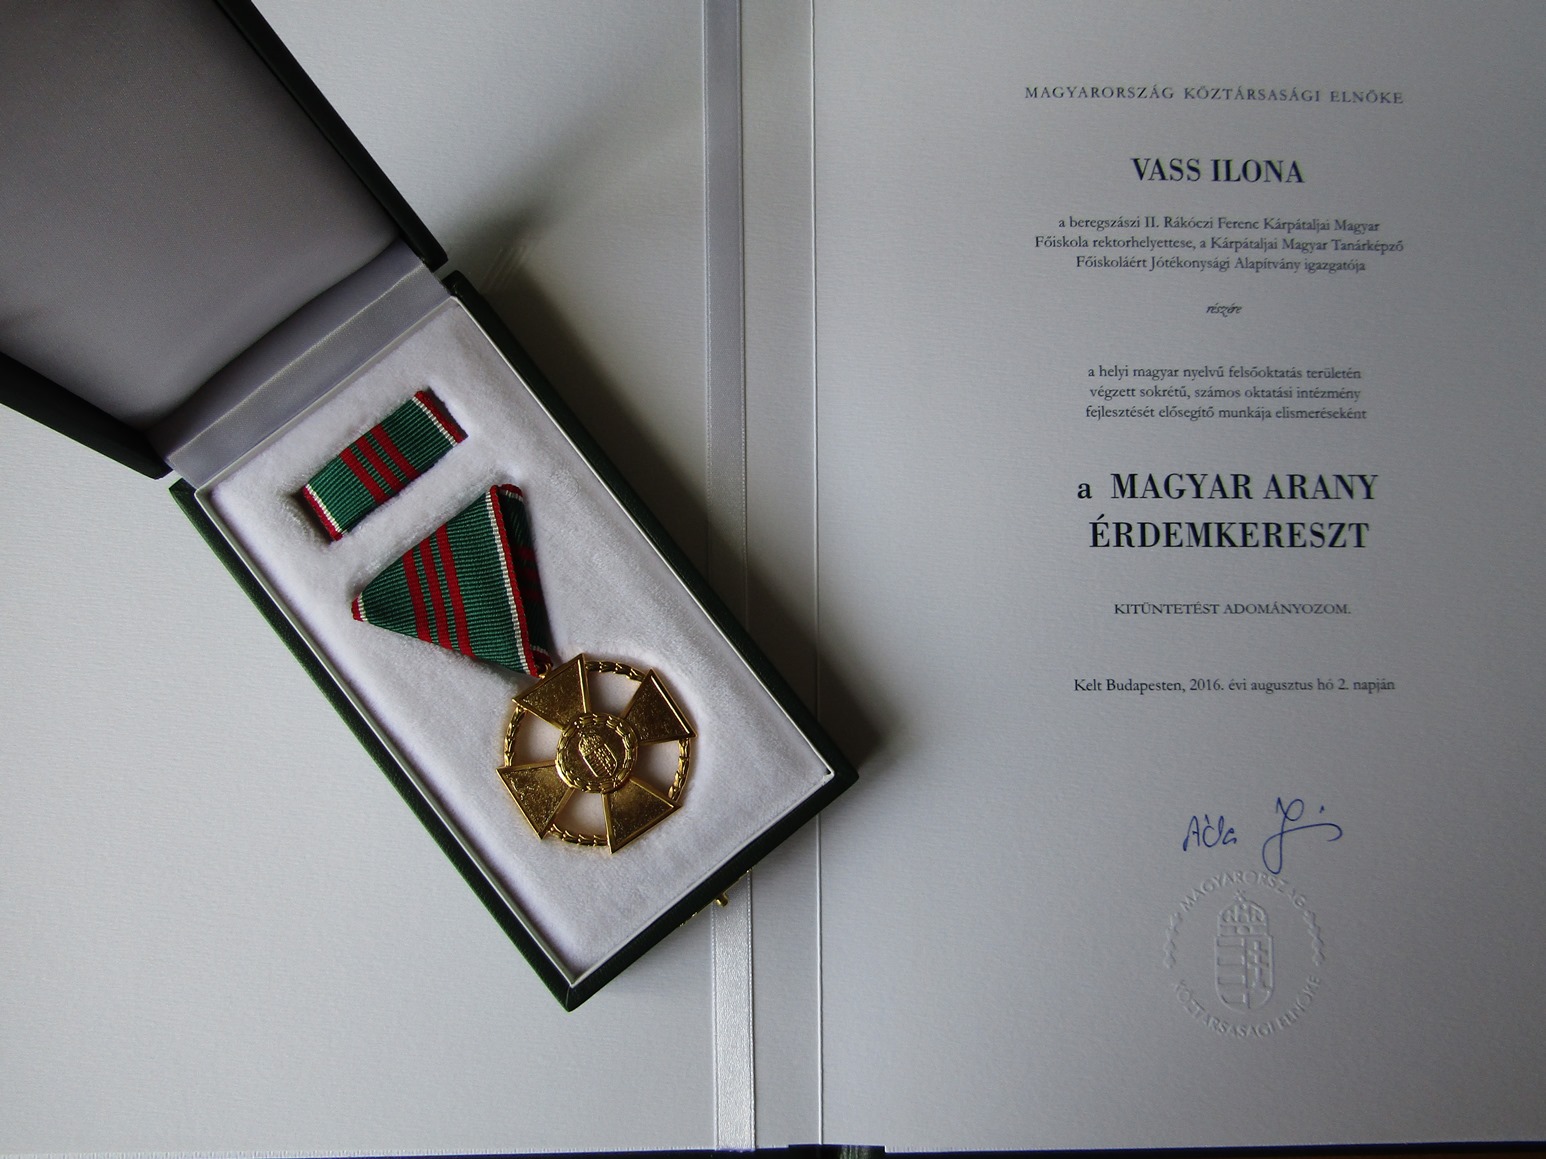 MAGYARORSZÁG KÖZTÁRSASÁGI ELNÖKE
VASS ILONA
a beregszászi II. Rákóczi Ferenc Kárpátaljai Magyar
Főiskola rektorhelyettese, a Kárpátaljai Magyar Tanárképző
Főiskoláért Jótékonysági Alapítvány igazgatója
részére
a helyi magyar nyelvű felsőoktatás területén
végzett sokrétű, számos oktatási intézmény
fejlesztését elősegítő munkája elismeréseként
a MAGYAR ARANY
ÉRDEMKERESZT
KITÜNTETÉST ADOMÁNYOZOM.
Kelt Budapesten, 2016. évi augusztus hó 2. napján
MAGYARORSZÁG
KÖZTÁRSASÁGI ELNÖKE